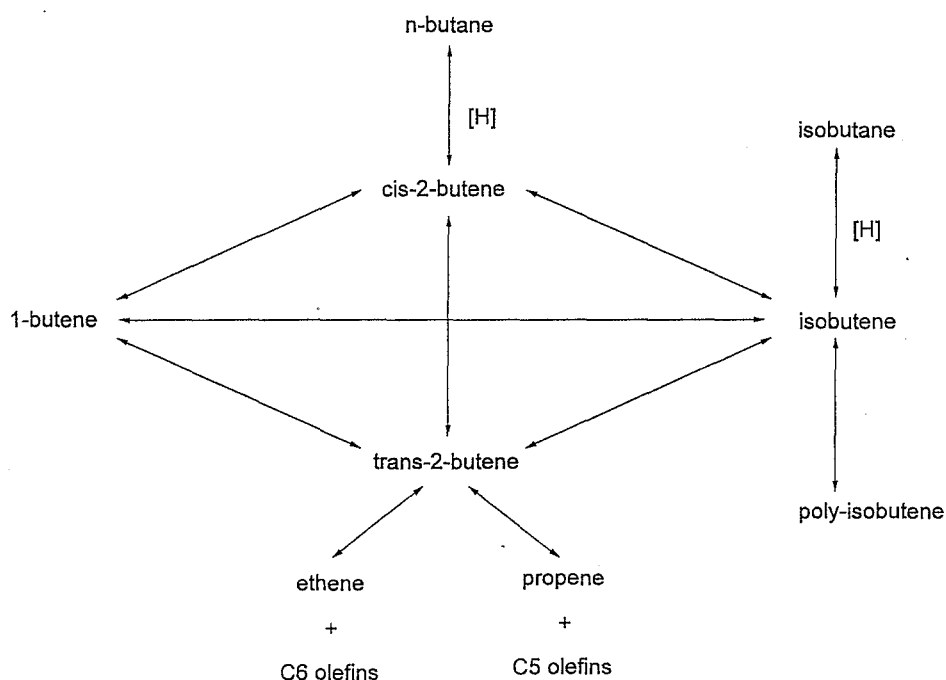 n-butane
[H]
isobutane
cis-2-butene
[H]
1-butene
isobutene
trans-2-butene
poly-isobutene
ethene
propene
+
+
C6 olefins
C5 olefins